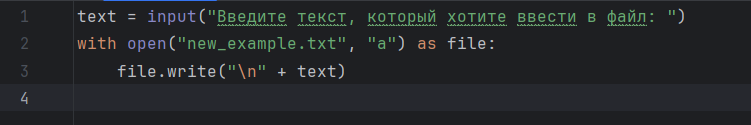 1 text = input("Введите текст, который хотите ввести в файл: ")
2 with open("new_example.txt", "a") as file:
3     file.write("\n" + text)
4